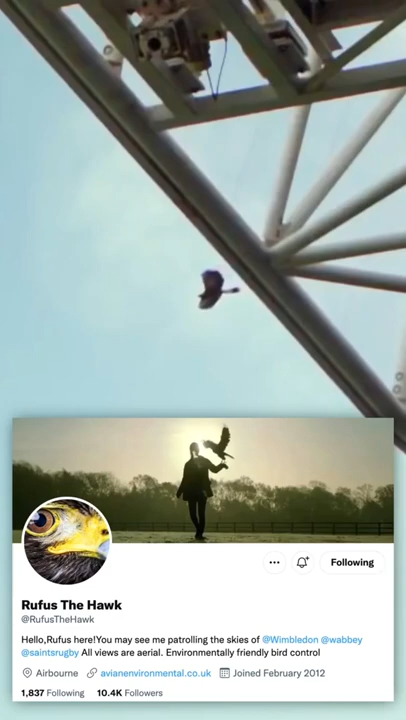 Following
Rufus The Hawk
@RufusTheHawk
Hello,Rufus here!You may see me patrolling the skies of @Wimbledon @wabbey
@saintsrugby All views are aerial. Environmentally friendly bird control
Airbourne avianenvironmental.co.uk Joined February 2012
1,837 Following 10.4K Followers